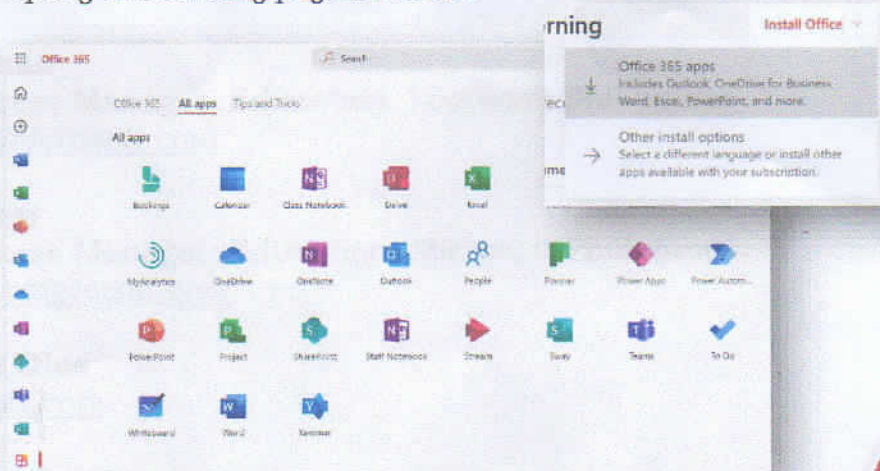 Office 365
Search
Office 365 All apps Tips and Tricks
All apps
Bookings Calendar Class Notebook Delve Excel
MyAnalytics OneDrive OneNote Outlook People Planner Power Apps Power Autom...
PowerPoint Project SharePoint Staff Notebook Stream Sway Teams To Do
Whiteboard Word Yammer
rning
Install Office
Office 365 apps
Includes Outlook, OneDrive for Business
Word, Excel, PowerPoint, and more.
Other install options
Select a different language or install other
apps available with your subscription.